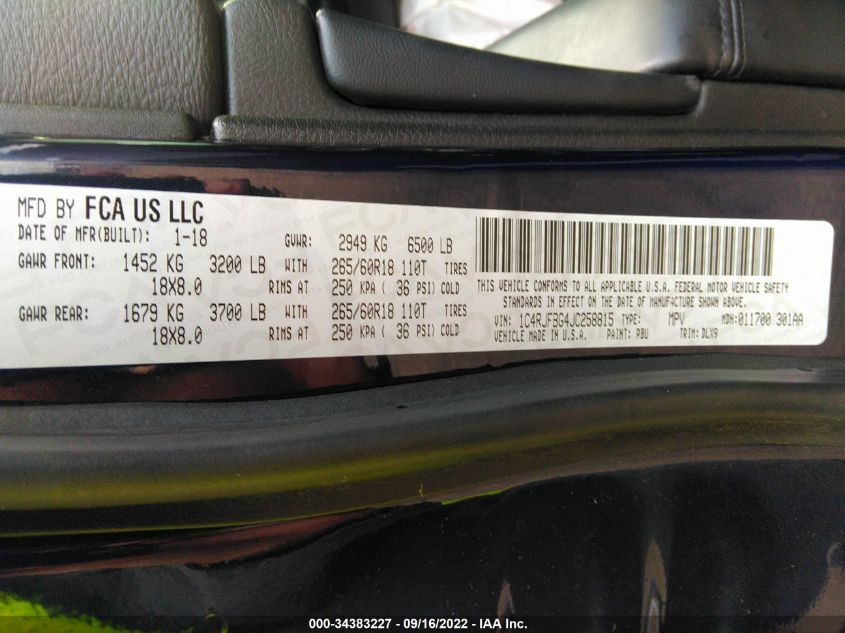 MFD BY FCA US LLC
DATE OF MFR(BUILT): 1-18 GVWR: 2949 KG 6500 LB
GAWR FRONT: 1452 KG 3200 LB WITH 265/60R18 110T TIRES
18X8.0 RIMS AT 250 KPA ( 36 PSI) COLD
GAWR REAR: 1679 KG 3700 LB WITH 265/60R18 110T TIRES
18X8.0 RIMS AT 250 KPA ( 36 PSI) COLD
THIS VEHICLE CONFORMS TO ALL APPLICABLE U.S.A. FEDERAL MOTOR VEHICLE SAFETY
STANDARDS IN EFFECT ON THE DATE OF MANUFACTURE SHOWN ABOVE.
VIN: 1C4RJFBG4JC258815 TYPE: MPV MDH: 011700 301AA
VEHICLE MADE IN U.S.A. PAINT: PBU TRIM: DLX9
000-34383227 - 09/16/2022 - IAA Inc.